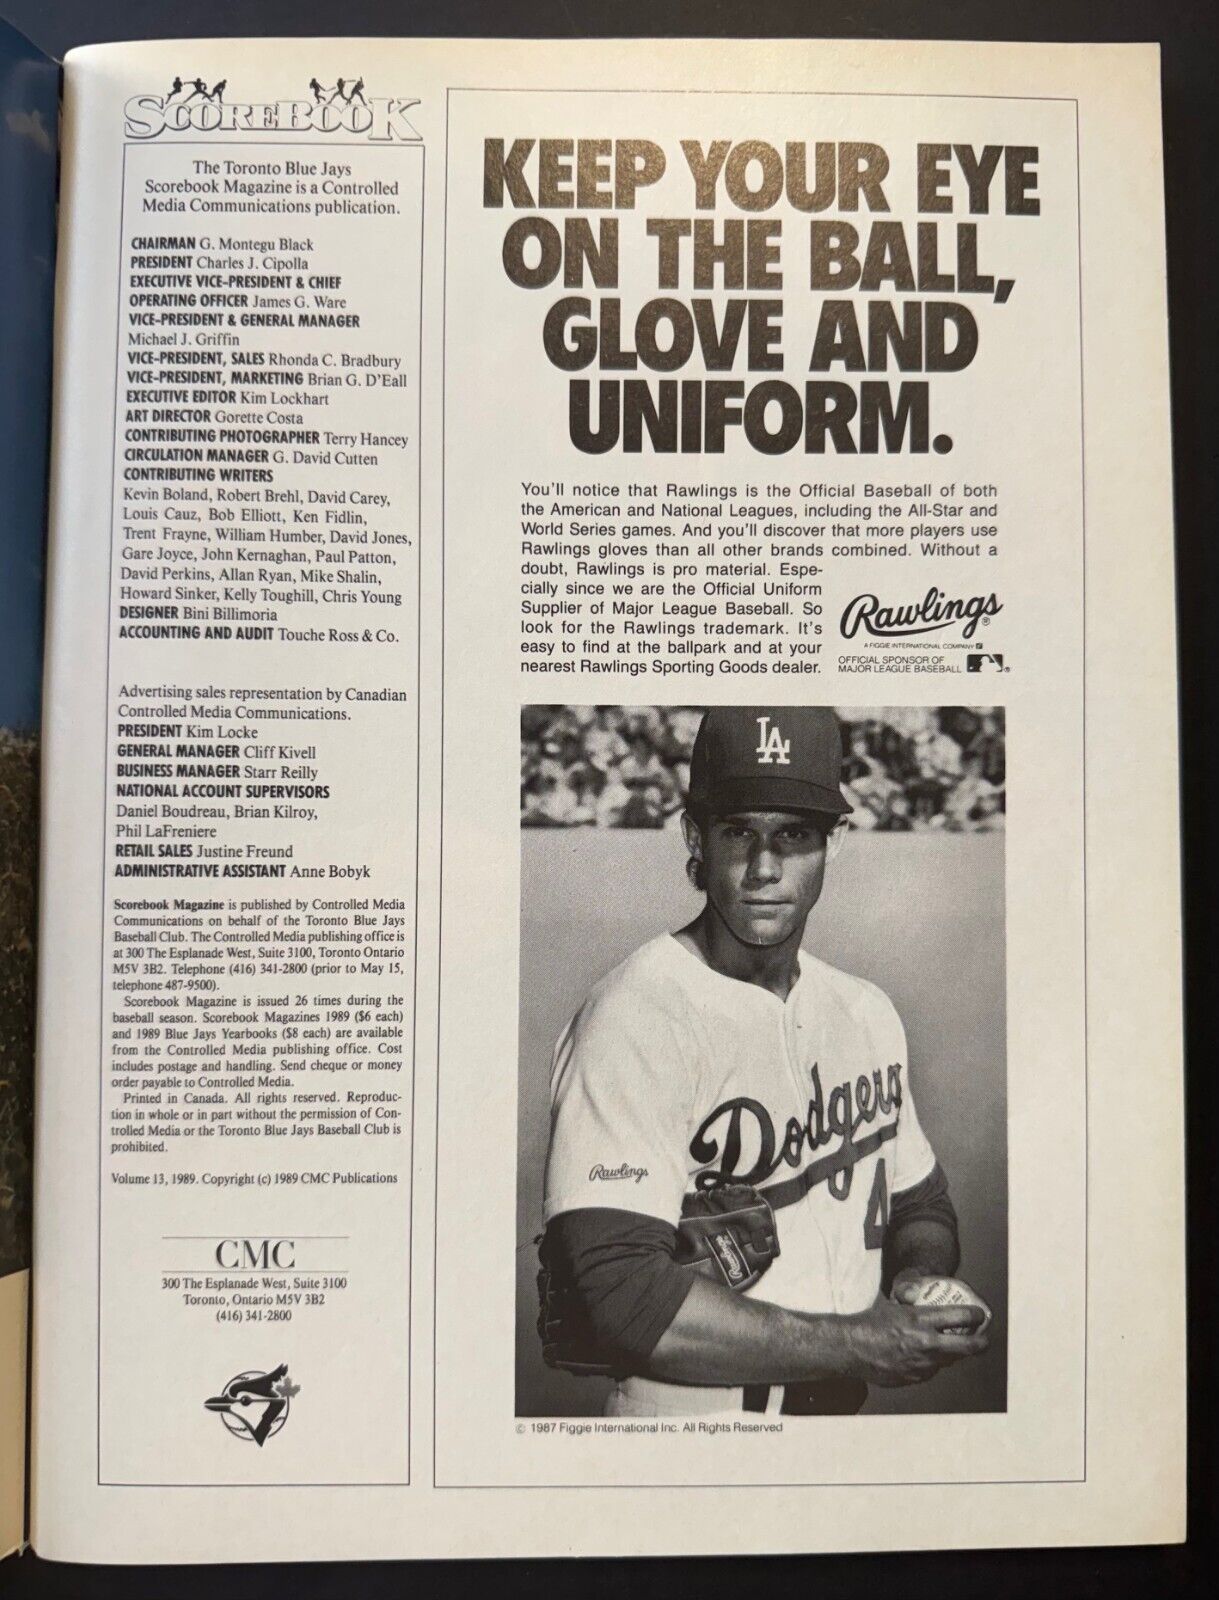 SCOREBOOK
The Toronto Blue Jays
Scorebook Magazine is a Controlled
Media Communications publication.
CHAIRMAN G. Montegu Black
PRESIDENT Charles J. Cipolla
EXECUTIVE VICE-PRESIDENT & CHIEF
OPERATING OFFICER James G. Ware
VICE-PRESIDENT & GENERAL MANAGER
Michael J. Griffin
VICE-PRESIDENT, SALES Rhonda C. Bradbury
VICE-PRESIDENT, MARKETING Brian G. D'Eall
EXECUTIVE EDITOR Kim Lockhart
ART DIRECTOR Gorette Costa
CONTRIBUTING PHOTOGRAPHER Terry Hancey
CIRCULATION MANAGER G. David Cutten
CONTRIBUTING WRITERS
Kevin Boland, Robert Brehl, David Carey,
Louis Cauz, Bob Elliott, Ken Fidlin,
Trent Frayne, William Humber, David Jones,
Gare Joyce, John Kernaghan, Paul Patton,
David Perkins, Allan Ryan, Mike Shalin,
Howard Sinker, Kelly Toughill, Chris Young
DESIGNER Bini Billimoria
ACCOUNTING AND AUDIT Touche Ross & Co.
Advertising sales representation by Canadian
Controlled Media Communications.
PRESIDENT Kim Locke
GENERAL MANAGER Cliff Kivell
BUSINESS MANAGER Starr Reilly
NATIONAL ACCOUNT SUPERVISORS
Daniel Boudreau, Brian Kilroy,
Phil LaFreniere
RETAIL SALES Justine Freund
ADMINISTRATIVE ASSISTANT Anne Bobyk
Scorebook Magazine is published by Controlled Media
Communications on behalf of the Toronto Blue Jays
Baseball Club. The Controlled Media publishing office is
at 300 The Esplanade West, Suite 3100, Toronto Ontario
M5V 3B2. Telephone (416) 341-2800 (prior to May 15,
telephone 487-9500).
Scorebook Magazine is issued 26 times during the
baseball season. Scorebook Magazines 1989 ($6 each)
and 1989 Blue Jays Yearbooks ($8 each) are available
from the Controlled Media publishing office. Cost
includes postage and handling. Send cheque or money
order payable to Controlled Media.
Printed in Canada. All rights reserved. Reproduc-
tion in whole or in part without the permission of Con-
trolled Media or the Toronto Blue Jays Baseball Club is
prohibited.
Volume 13, 1989. Copyright (c) 1989 CMC Publications
CMC
300 The Esplanade West, Suite 3100
Toronto, Ontario M5V 3B2
(416) 341-2800
KEEP YOUR EYE
ON THE BALL,
GLOVE AND
UNIFORM.
You'll notice that Rawlings is the Official Baseball of both
the American and National Leagues, including the All-Star and
World Series games. And you'll discover that more players use
Rawlings gloves than all other brands combined. Without a
doubt, Rawlings is pro material. Espe-
cially since we are the Official Uniform
Supplier of Major League Baseball. So
look for the Rawlings trademark. It's
easy to find at the ballpark and at your
nearest Rawlings Sporting Goods dealer.
Rawlings®
A FIGGIE INTERNATIONAL COMPANY
OFFICIAL SPONSOR OF
MAJOR LEAGUE BASEBALL ®
LA
Dodgers
Rawlings
4
Rawlings
© 1987 Figgie International Inc. All Rights Reserved